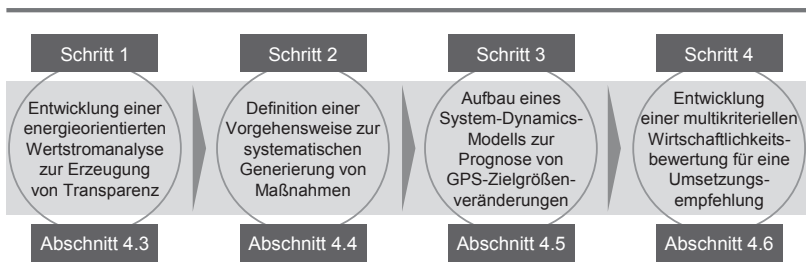 Schritt 1
Entwicklung einer
energieorientierten
Wertstromanalyse
zur Erzeugung
von Transparenz
Abschnitt 4.3
Schritt 2
Definition einer
Vorgehensweise zur
systematischen
Generierung von
Maßnahmen
Abschnitt 4.4
Schritt 3
Aufbau eines
System-Dynamics-
Modells zur
Prognose von
GPS-Zielgrößen-
veränderungen
Abschnitt 4.5
Schritt 4
Entwicklung
einer multikriteriellen
Wirtschaftlichkeits-
bewertung für eine
Umsetzungs-
empfehlung
Abschnitt 4.6